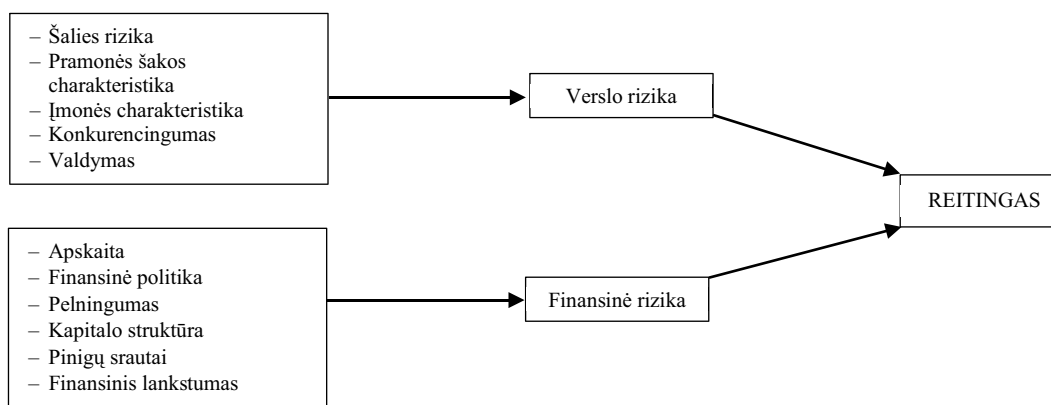 – Šalies rizika
– Pramonės šakos
charakteristika
– Įmonės charakteristika
– Konkurencingumas
– Valdymas
Verslo rizika
REITINGAS
– Apskaita
– Finansinė politika
– Pelningumas
– Kapitalo struktūra
– Pinigų srautai
– Finansinis lankstumas
Finansinė rizika